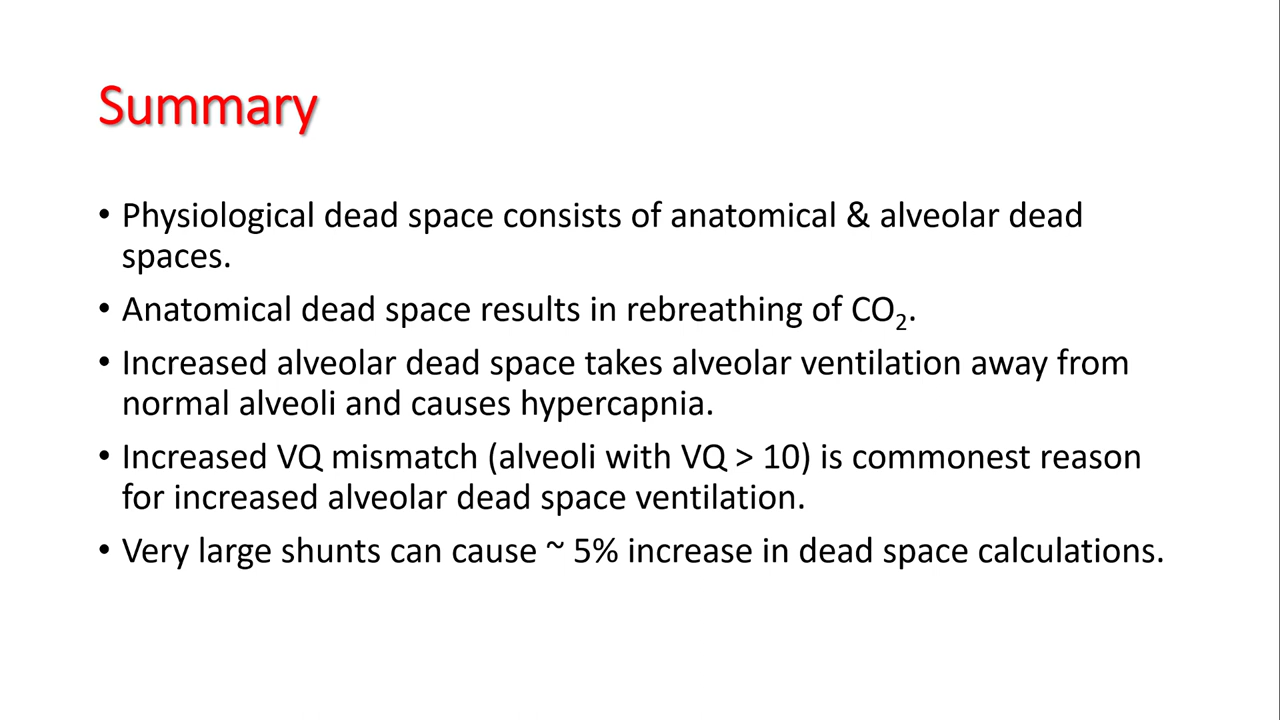 Summary
• Physiological dead space consists of anatomical & alveolar dead
spaces.
• Anatomical dead space results in rebreathing of CO₂.
• Increased alveolar dead space takes alveolar ventilation away from
normal alveoli and causes hypercapnia.
• Increased VQ mismatch (alveoli with VQ > 10) is commonest reason
for increased alveolar dead space ventilation.
• Very large shunts can cause ~ 5% increase in dead space calculations.